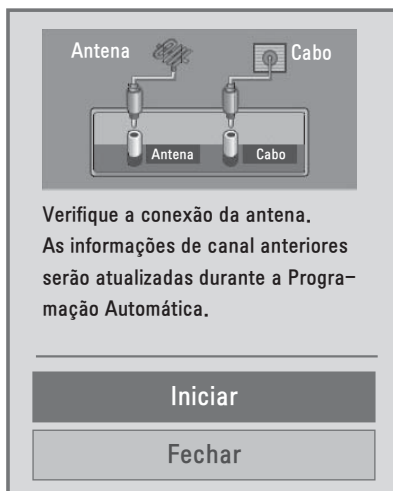 Antena Cabo
Antena Cabo
Verifique a conexão da antena.
As informações de canal anteriores
serão atualizadas durante a Progra-
mação Automática.
Iniciar
Fechar